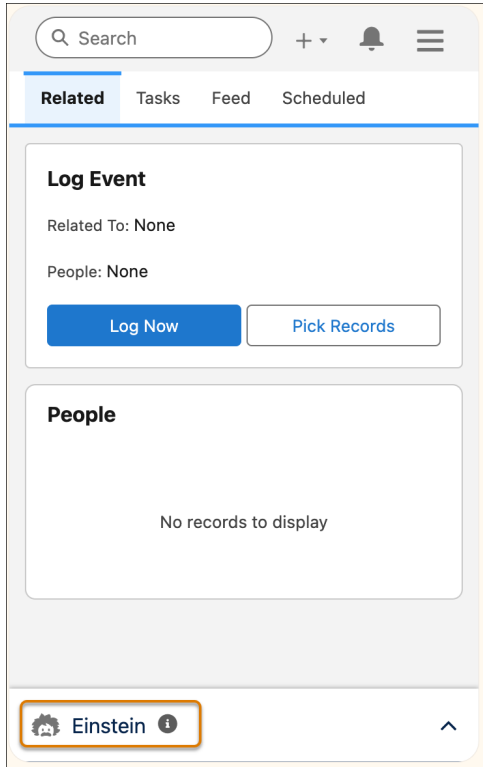 Search
Related Tasks Feed Scheduled
Log Event
Related To: None
People: None
Log Now Pick Records
People
No records to display
Einstein i